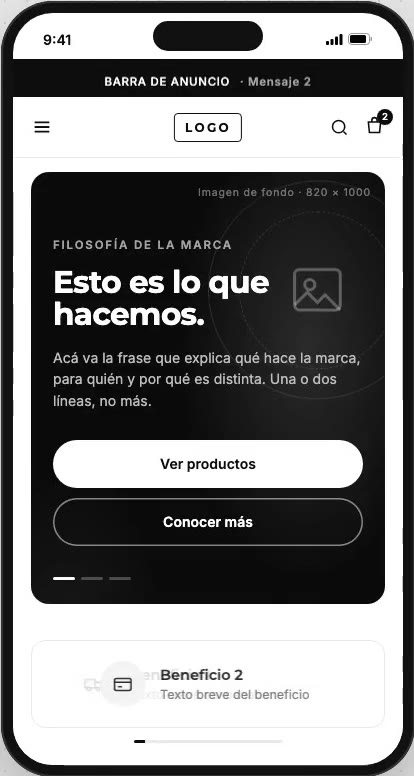 9:41
BARRA DE ANUNCIO · Mensaje 2
LOGO
2
Imagen de fondo · 820 × 1000
FILOSOFÍA DE LA MARCA
Esto es lo que
hacemos.
Acá va la frase que explica qué hace la marca,
para quién y por qué es distinta. Una o dos
líneas, no más.
Ver productos
Conocer más
Beneficio 2
Texto breve del beneficio